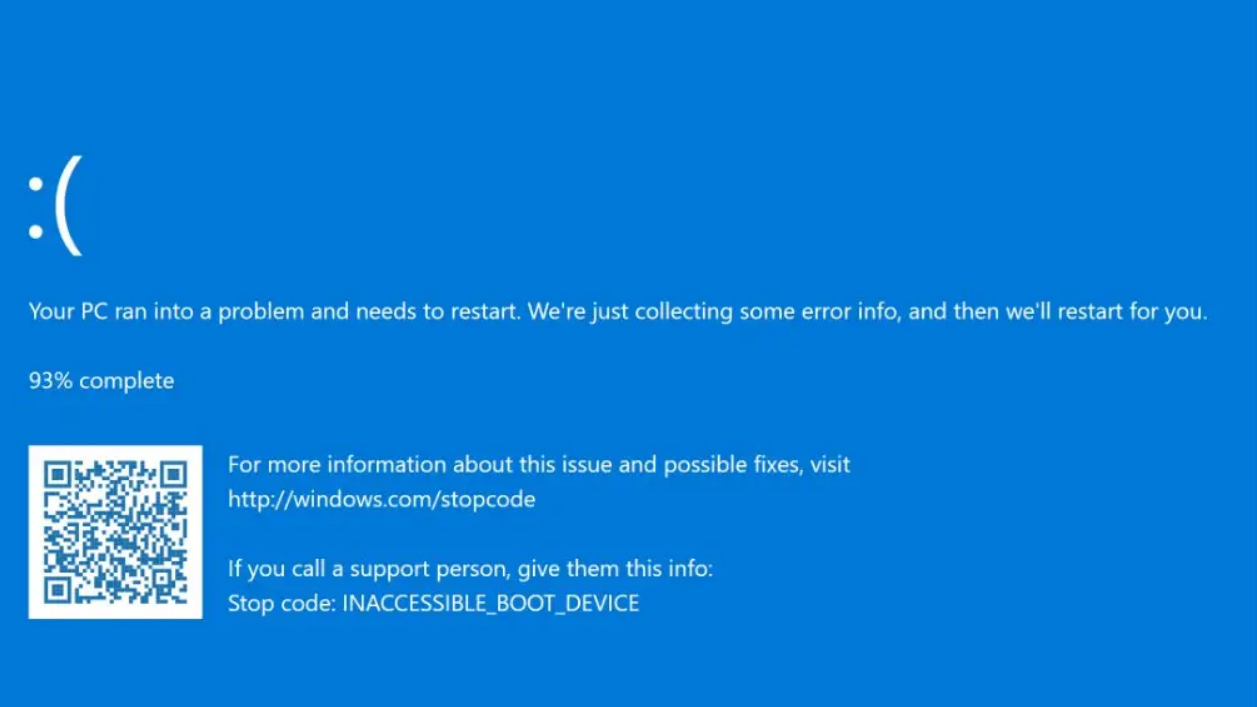 :(
Your PC ran into a problem and needs to restart. We're just collecting some error info, and then we'll restart for you.
93% complete
For more information about this issue and possible fixes, visit
http://windows.com/stopcode
If you call a support person, give them this info:
Stop code: INACCESSIBLE_BOOT_DEVICE